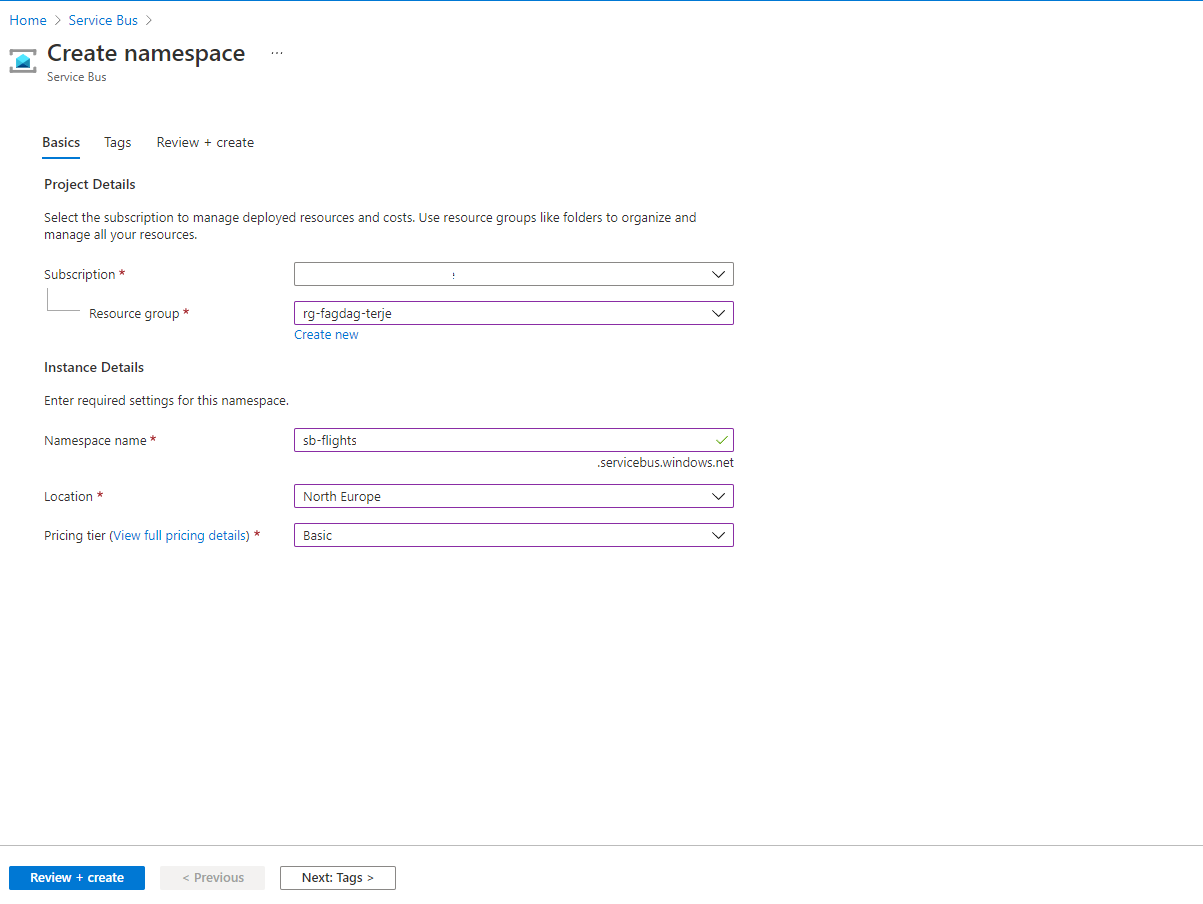 Home > Service Bus >
Create namespace ...
Service Bus
Basics Tags Review + create
Project Details
Select the subscription to manage deployed resources and costs. Use resource groups like folders to organize and
manage all your resources.
Subscription *
Resource group * rg-fagdag-terje
Create new
Instance Details
Enter required settings for this namespace.
Namespace name * sb-flights
.servicebus.windows.net
Location * North Europe
Pricing tier (View full pricing details) * Basic
Review + create < Previous Next: Tags >